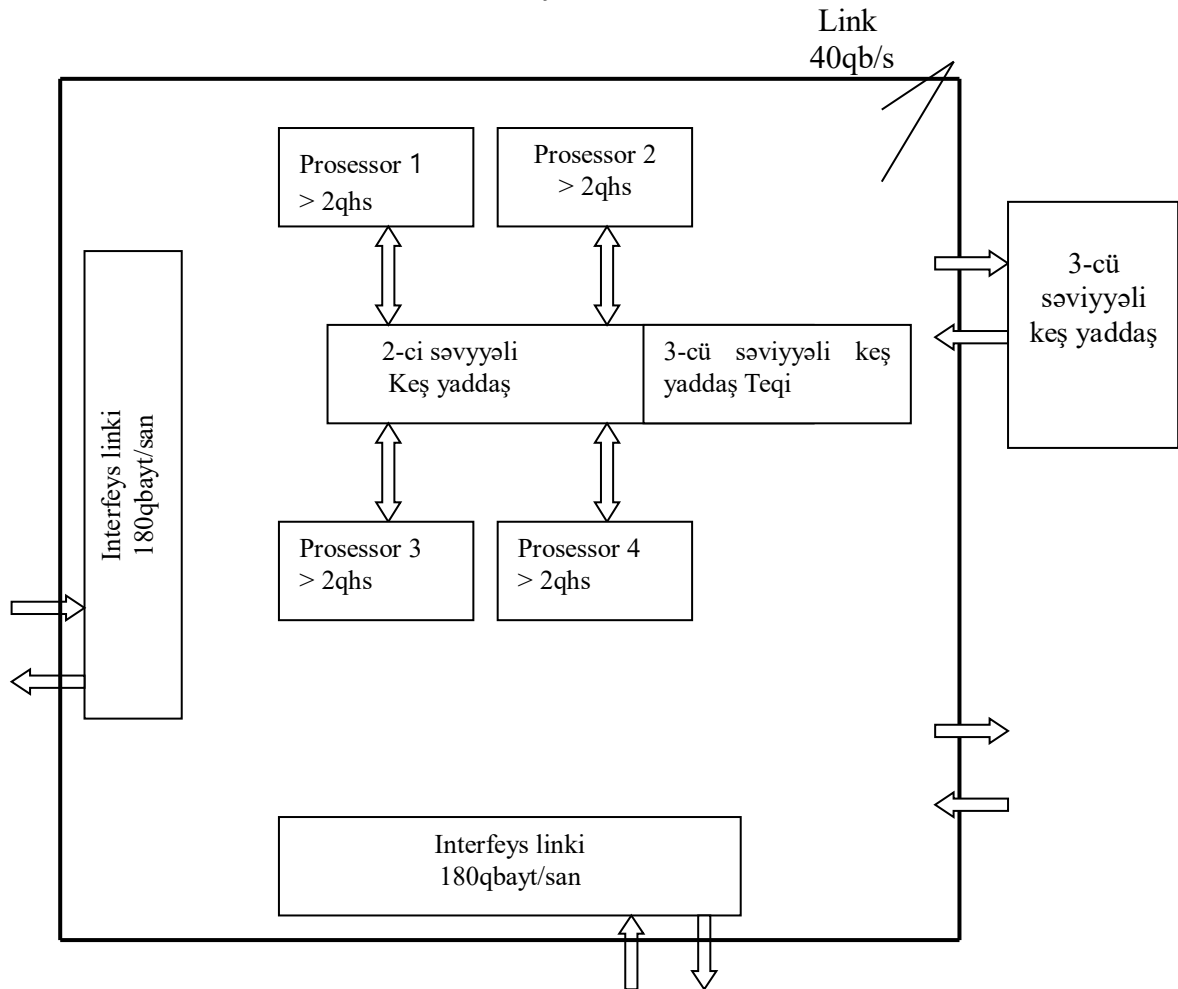 Link
40qb/s
Prosessor 1
> 2qhs
Prosessor 2
> 2qhs
3-cü
səviyyəli
keş yaddaş
2-ci səvyyəli
Keş yaddaş
3-cü səviyyəli keş
yaddaş Teqi
Interfeys linki
180qbayt/san
Prosessor 3
> 2qhs
Prosessor 4
> 2qhs
Interfeys linki
180qbayt/san